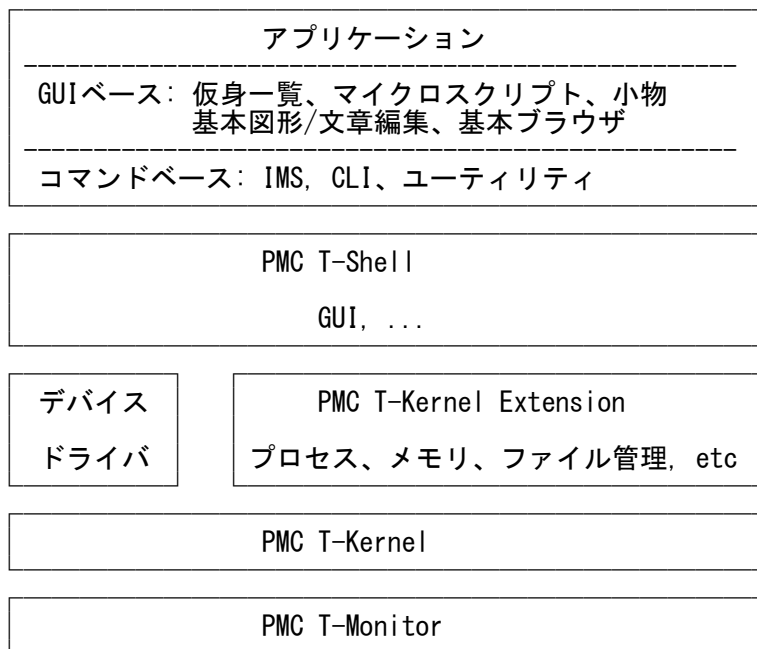 アプリケーション
GUIベース: 仮身一覧、マイクロスクリプト、小物
基本図形/文章編集、基本ブラウザ
コマンドベース: IMS, CLI、ユーティリティ
PMC T-Shell
GUI, ...
デバイス
ドライバ
PMC T-Kernel Extension
プロセス、メモリ、ファイル管理, etc
PMC T-Kernel
PMC T-Monitor